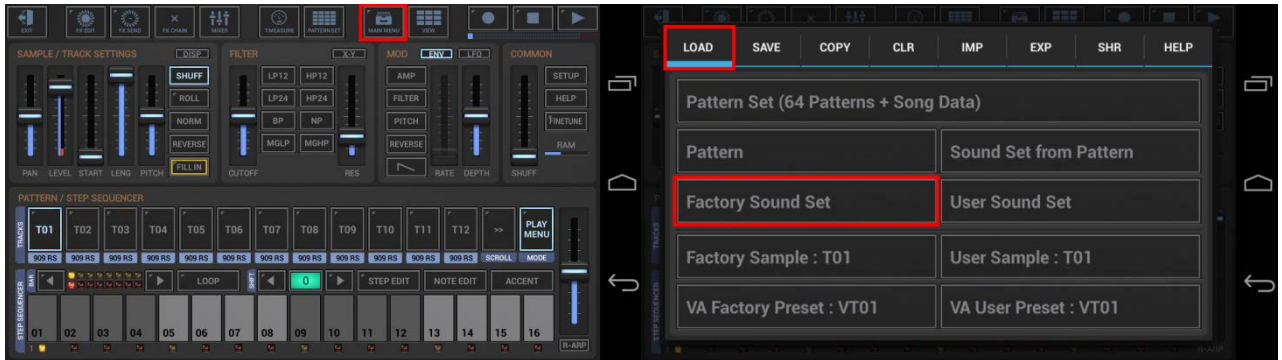 EXIT FX EDIT FX SEND FX CHAIN MIXER T.MEASURE PATTERN SET MAIN MENU VIEW
SAMPLE / TRACK SETTINGS DISP FILTER X-Y MOD ENV LFO COMMON
SHUFF LP12 HP12 AMP SETUP
ROLL LP24 HP24 FILTER HELP
NORM BP NP PITCH FINETUNE
REVERSE MGLP MGHP REVERSE RAM
FILL IN
PAN LEVEL START LENG PITCH CUTOFF RES RATE DEPTH SHUFF
PATTERN / STEP SEQUENCER
TRACKS T01 T02 T03 T04 T05 T06 T07 T08 T09 T10 T11 T12 >> PLAY MENU
909 RS 909 RS 909 RS 909 RS 909 RS 909 RS 909 RS 909 RS 909 RS 909 RS 909 RS 909 RS SCROLL MODE
BAR LOOP SHIFT 0 STEP EDIT NOTE EDIT ACCENT
STEP SEQUENCER 01 02 03 04 05 06 07 08 09 10 11 12 13 14 15 16
R-ARP
LOAD SAVE COPY CLR IMP EXP SHR HELP
Pattern Set (64 Patterns + Song Data)
Pattern Sound Set from Pattern
Factory Sound Set User Sound Set
Factory Sample : T01 User Sample : T01
VA Factory Preset : VT01 VA User Preset : VT01